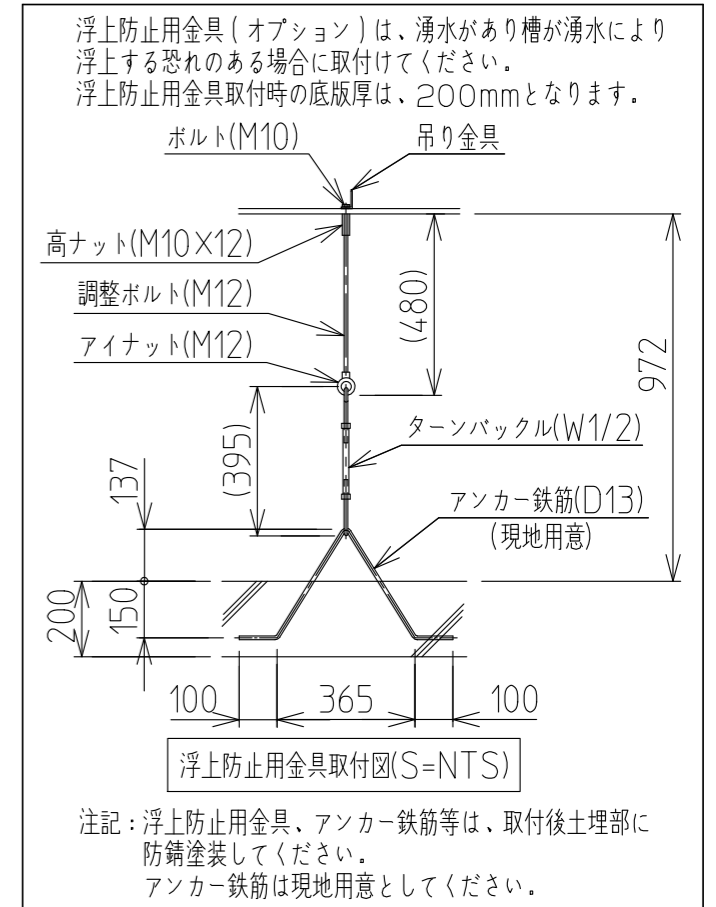 浮上防止用金具(オプション)は、湧水があり槽が湧水により
浮上する恐れのある場合に取付けてください。
浮上防止用金具取付時の底版厚は、200mmとなります。
ボルト(M10)
吊り金具
高ナット(M10X12)
調整ボルト(M12)
アイナット(M12)
(480)
972
ターンバックル(W1/2)
(395)
137
アンカー鉄筋(D13)
(現地用意)
200
150
100
365
100
浮上防止用金具取付図(S=NTS)
注記:浮上防止用金具、アンカー鉄筋等は、取付後土埋部に
防錆塗装してください。
アンカー鉄筋は現地用意としてください。